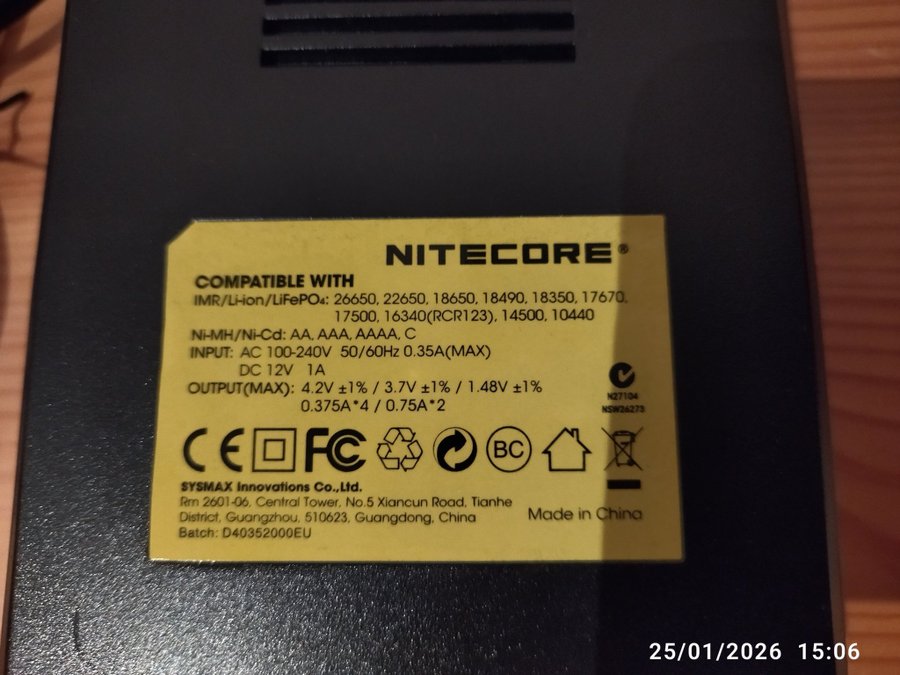 NITECORE®
COMPATIBLE WITH
IMR/Li-ion/LiFePO₄: 26650, 22650, 18650, 18490, 18350, 17670,
17500, 16340(RCR123), 14500, 10440
Ni-MH/Ni-Cd: AA, AAA, AAAA, C
INPUT: AC 100-240V 50/60Hz 0.35A(MAX)
DC 12V 1A
OUTPUT(MAX): 4.2V ±1% / 3.7V ±1% / 1.48V ±1%
0.375A*4 / 0.75A*2
N27104
NSW26273
CE FC BC
SYSMAX Innovations Co.,Ltd.
Rm 2601-06, Central Tower, No.5 Xiancun Road, Tianhe
District, Guangzhou, 510623, Guangdong, China
Made in China
Batch: D40352000EU
25/01/2026 15:06